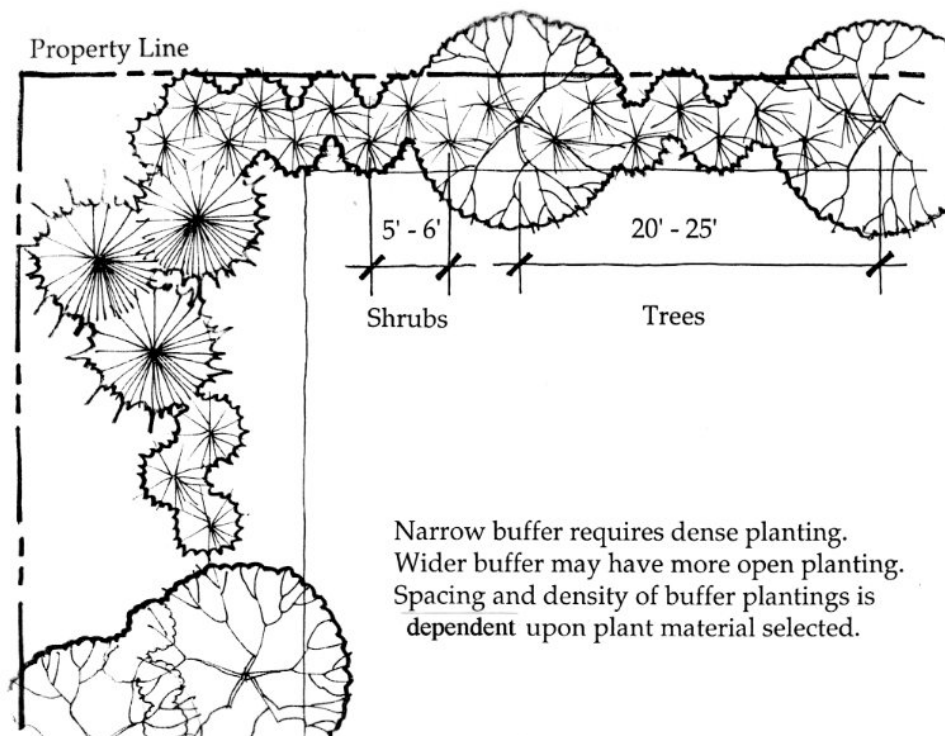 Property Line
5' - 6'
20' - 25'
Shrubs
Trees
Narrow buffer requires dense planting.
Wider buffer may have more open planting.
Spacing and density of buffer plantings is
dependent upon plant material selected.